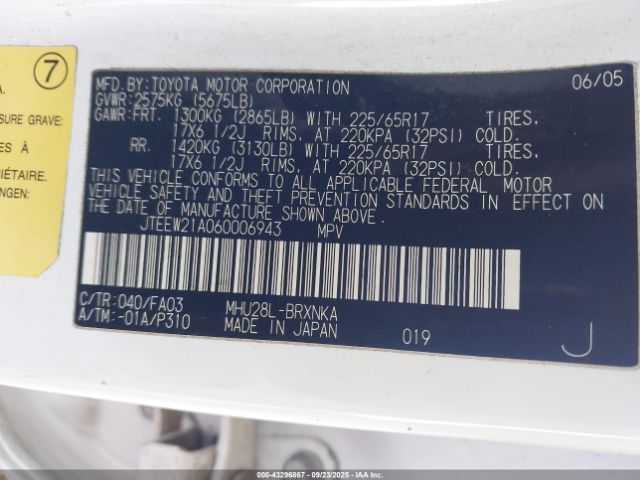 7
A.
SURE GRAVE:
ES À
PRIÉTAIRE.
NGEN:
MFD.BY:TOYOTA MOTOR CORPORATION 06/05
GVWR:2575KG (5675LB)
GAWR:FRT. 1300KG (2865LB) WITH 225/65R17 TIRES,
17X6 1/2J RIMS, AT 220KPA (32PSI) COLD.
RR. 1420KG (3130LB) WITH 225/65R17 TIRES,
17X6 1/2J RIMS, AT 220KPA (32PSI) COLD.
THIS VEHICLE CONFORMS TO ALL APPLICABLE FEDERAL MOTOR
VEHICLE SAFETY AND THEFT PREVENTION STANDARDS IN EFFECT ON
THE DATE OF MANUFACTURE SHOWN ABOVE.
JTEEW21A060006943 MPV
C/TR:040/FA03 MHU28L-BRXNKA
A/TM:-01A/P310 MADE IN JAPAN 019 J
000-43296867 - 09/23/2025 - IAAI.COM